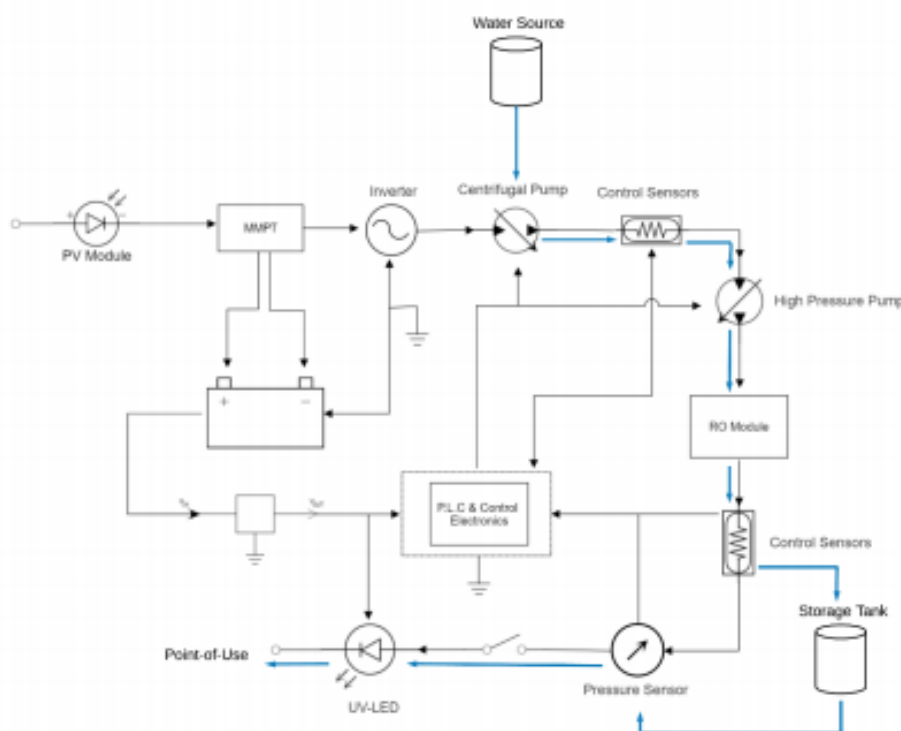 Water Source
Inverter
Centrifugal Pump
Control Sensors
+
−
MMPT
PV Module
High Pressure Pump
+
−
RO Module
P.L.C & Control
Electronics
Control Sensors
Storage Tank
Point-of-Use
Pressure Sensor
UV-LED